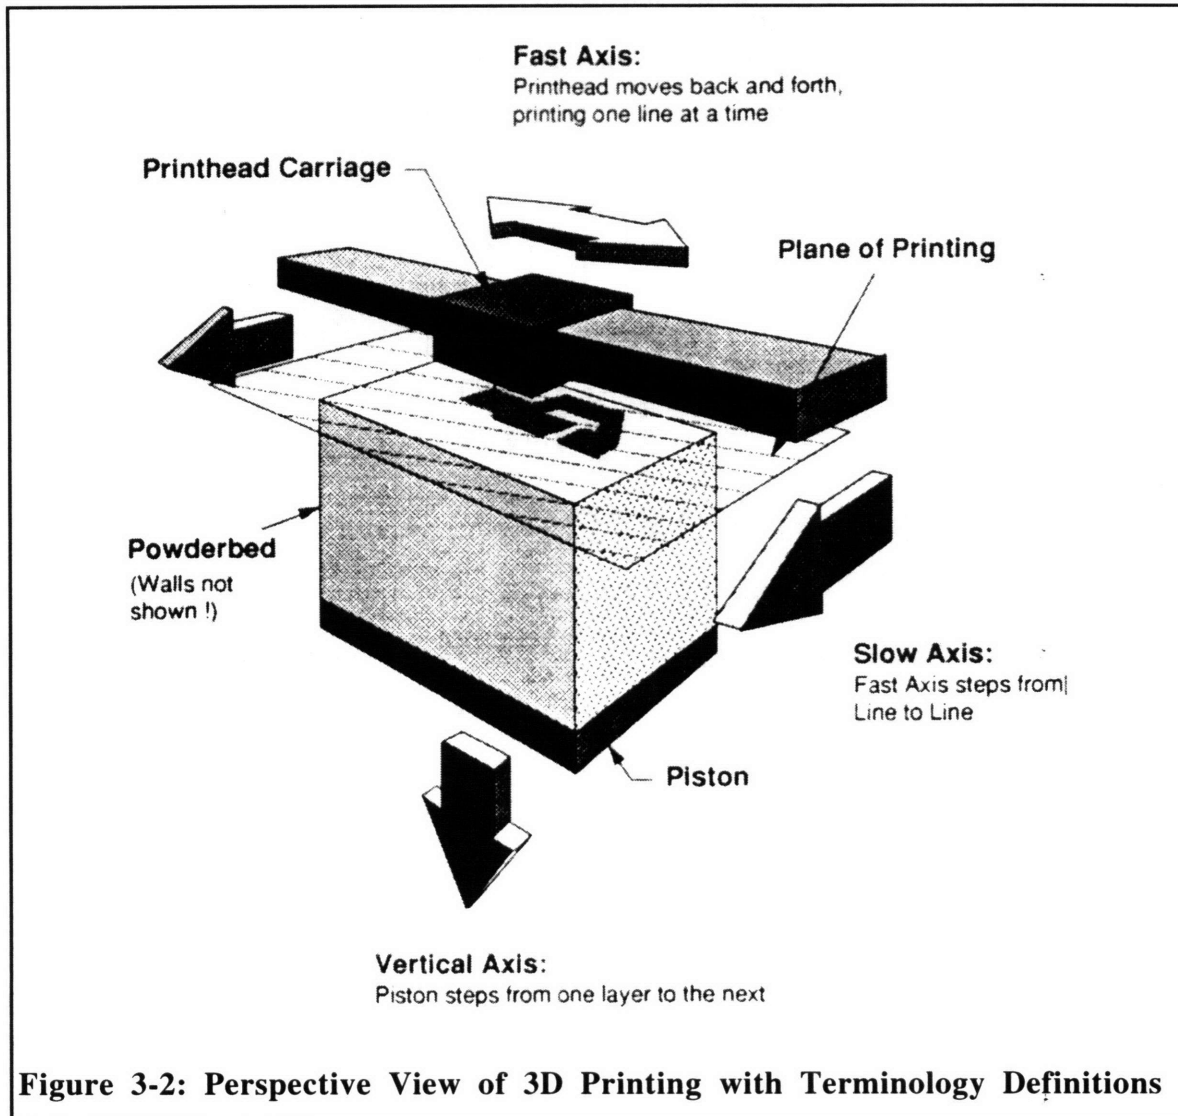 Fast Axis:
Printhead moves back and forth,
printing one line at a time
Printhead Carriage
Plane of Printing
Powderbed
(Walls not
shown !)
Slow Axis:
Fast Axis steps from
Line to Line
Piston
Vertical Axis:
Piston steps from one layer to the next
Figure 3-2: Perspective View of 3D Printing with Terminology Definitions